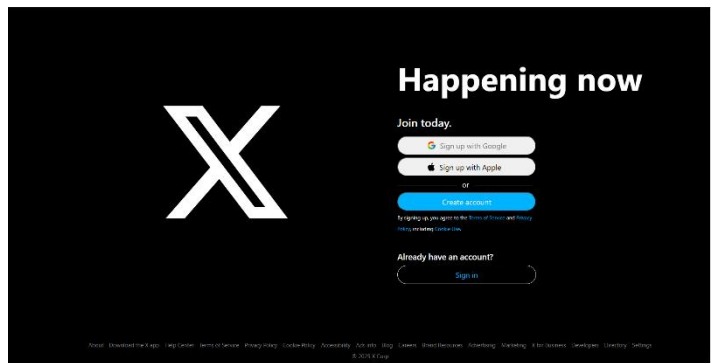 Happening now
Join today.
Sign up with Google
Sign up with Apple
or
Create account
By signing up, you agree to the Terms of Service and Privacy
Policy, including Cookie Use.
Already have an account?
Sign in
About Download the X app Help Center Terms of Service Privacy Policy Cookie Policy Accessibility Ads info Blog Careers Brand Resources Advertising Marketing X for Business Developers Directory Settings
© X Corp